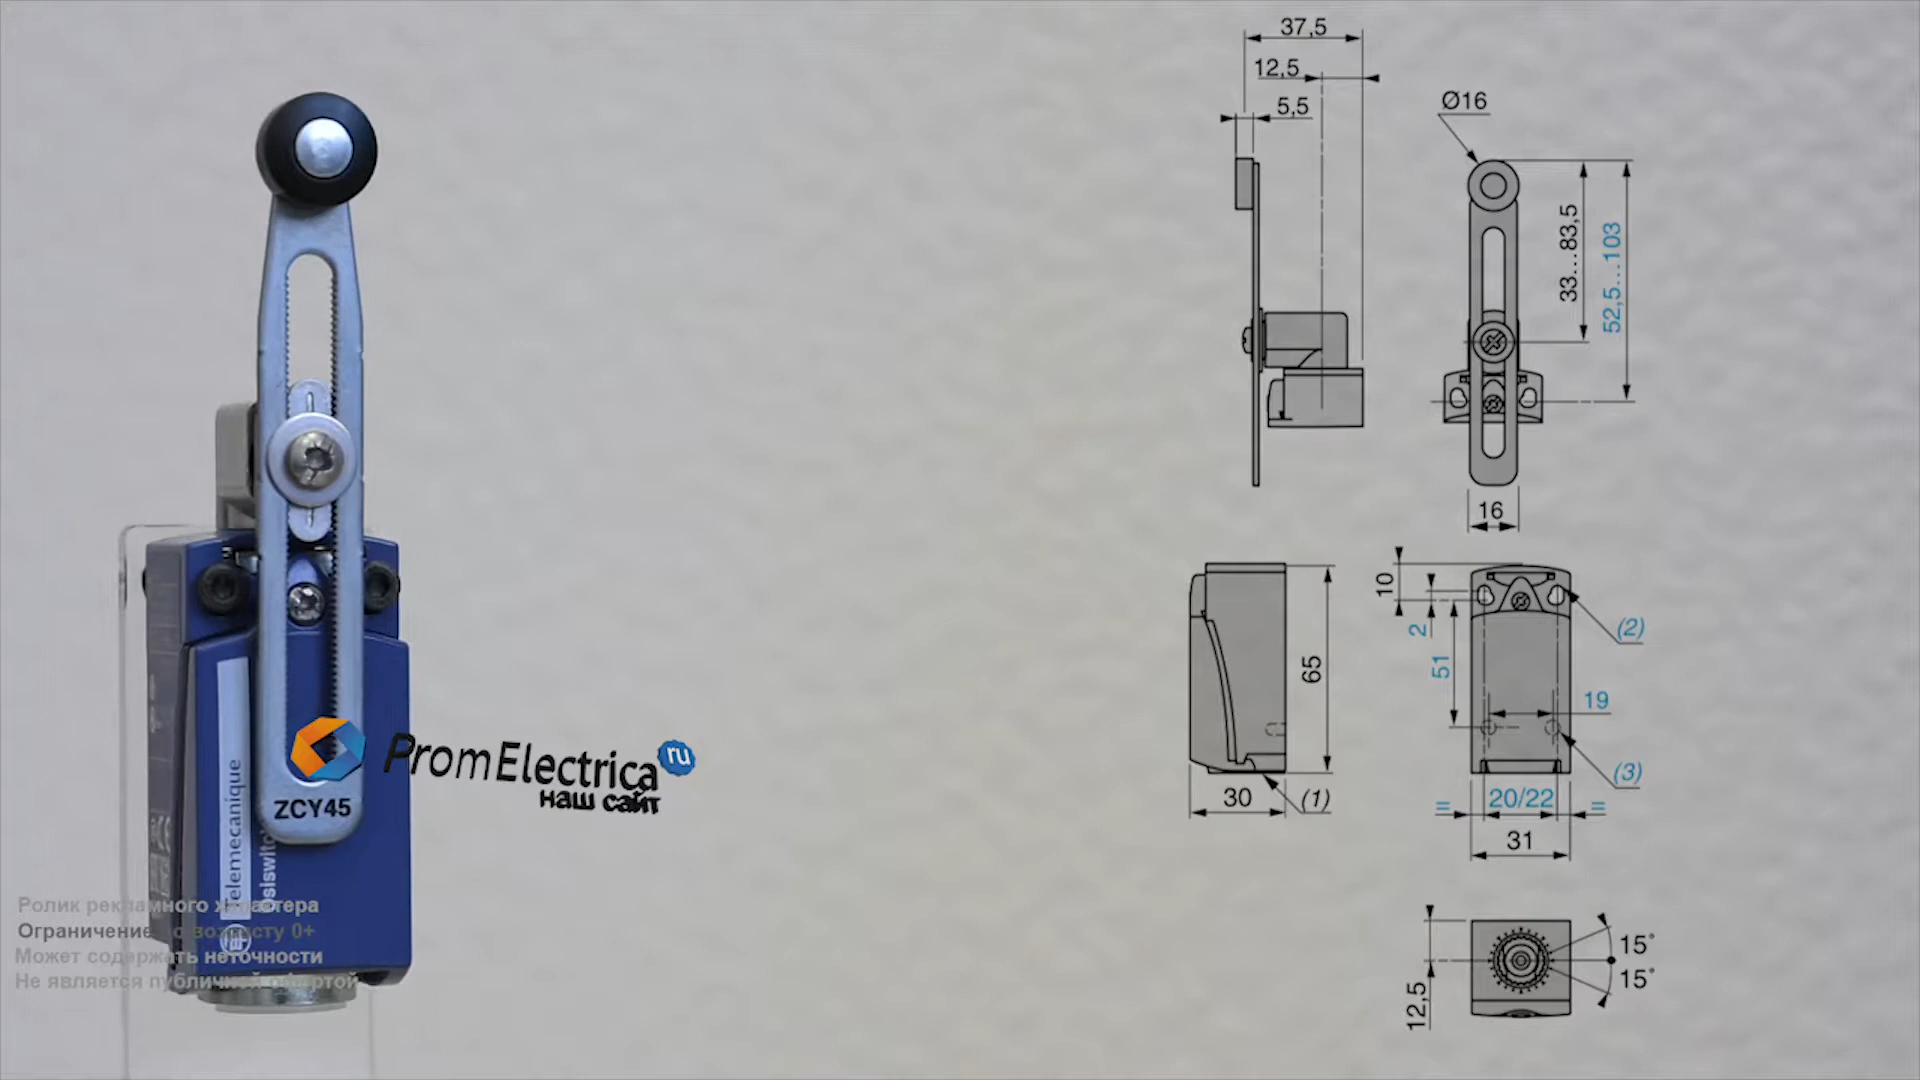 37,5
12,5
5,5
Ø16
33...83,5
52,5...103
16
10
2
51
65
30
(1)
(2)
19
(3)
= 20/22 =
31
15°
15°
12,5
ZCY45
Telemecanique
Osiswitch
PromElectrica ru
наш сайт
Ролик рекламного характера
Ограничение по возрасту 0+
Может содержать неточности
Не является публичной офертой